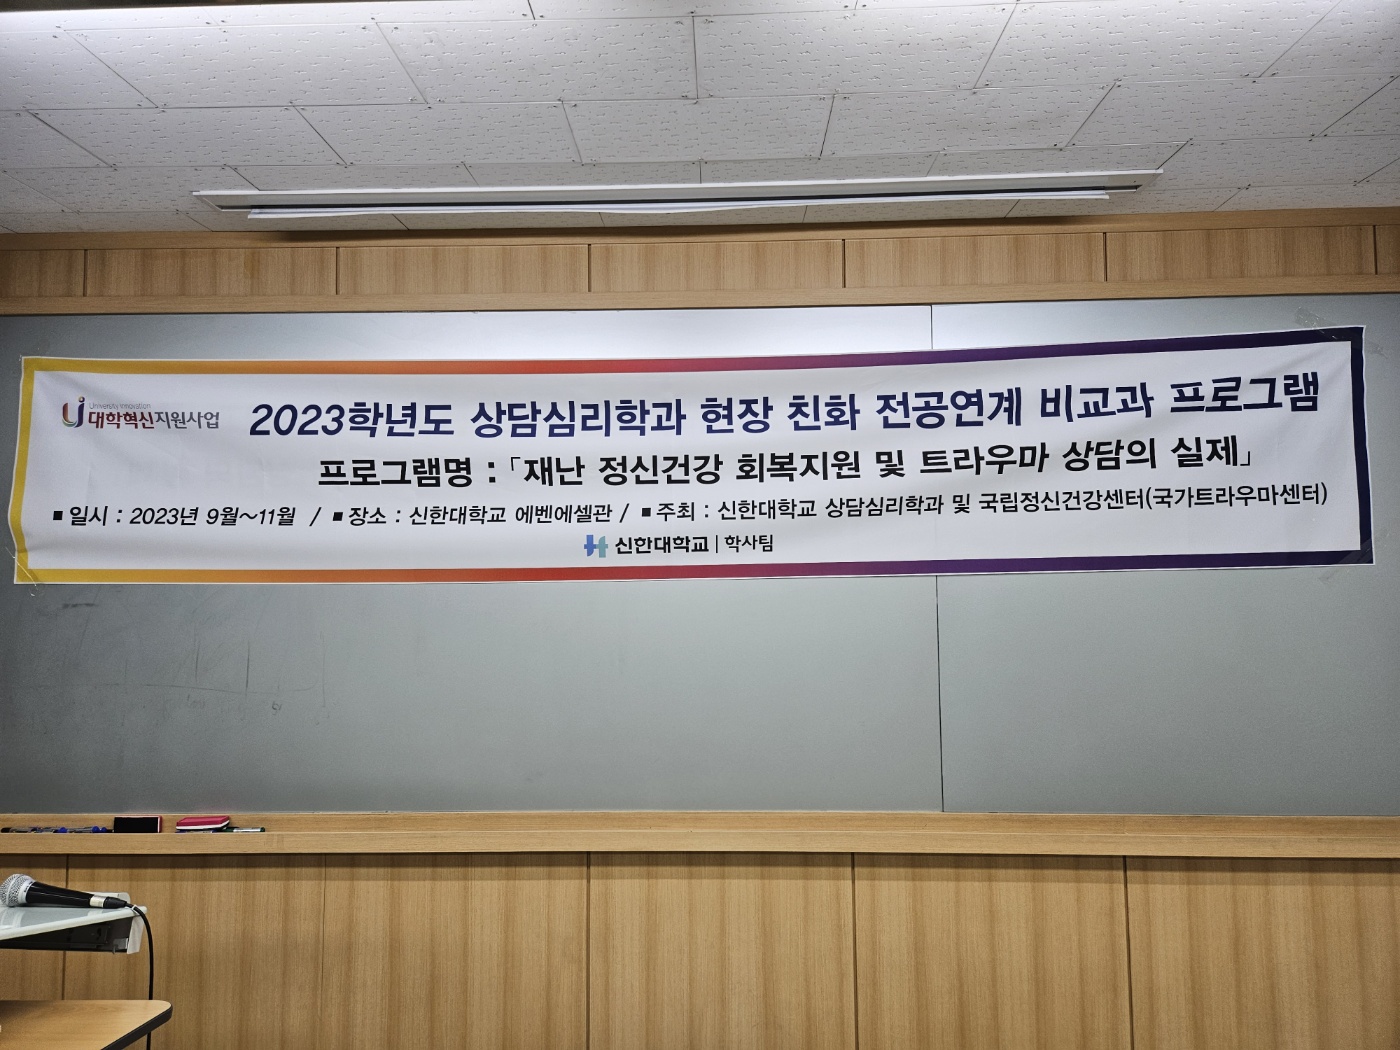 University Innovation
대학혁신지원사업
2023학년도 상담심리학과 현장 친화 전공연계 비교과 프로그램
프로그램명 : 「재난 정신건강 회복지원 및 트라우마 상담의 실제」
■ 일시 : 2023년 9월~11월 / ■ 장소 : 신한대학교 에벤에셀관 / ■ 주최 : 신한대학교 상담심리학과 및 국립정신건강센터(국가트라우마센터)
신한대학교 | 학사팀